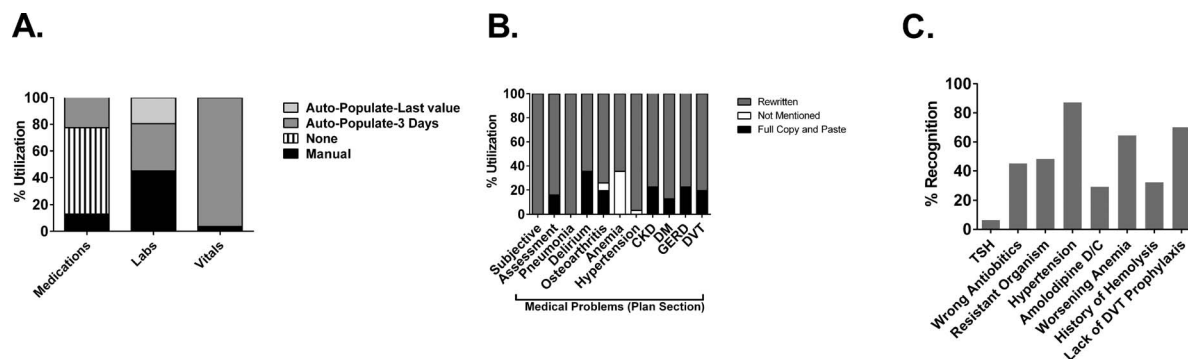 A.
% Utilization
100
80
60
40
20
0
Medications
Labs
Vitals
Auto-Populate-Last value
Auto-Populate-3 Days
None
Manual
B.
% Utilization
100
80
60
40
20
0
Subjective
Assessment
Pneumonia
Delirium
Osteoarthritis
Anemia
Hypertension
CKD
DM
GERD
DVT
Medical Problems (Plan Section)
Rewritten
Not Mentioned
Full Copy and Paste
C.
% Recognition
100
80
60
40
20
0
TSH
Wrong Antiobitics
Resistant Organism
Hypertension
Amolodipine D/C
Worsening Anemia
History of Hemolysis
Lack of DVT Prophylaxis